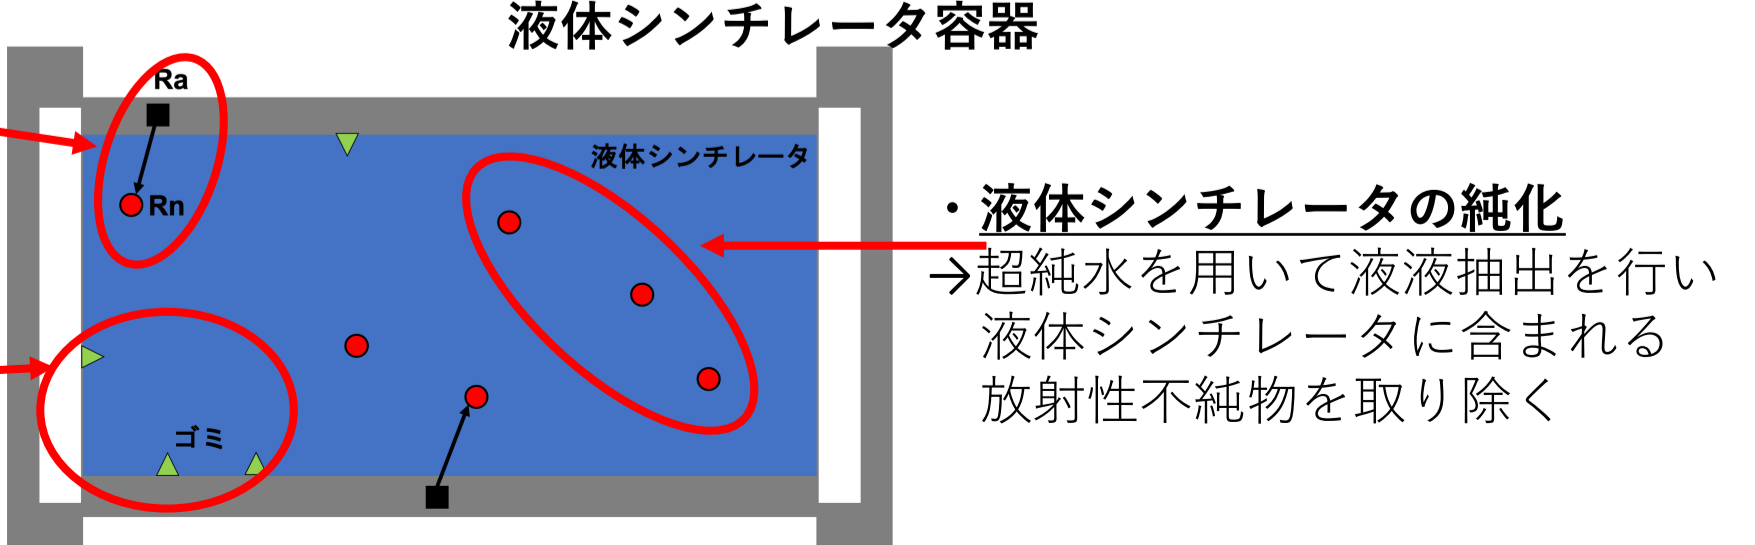 液体シンチレータ容器
Ra
液体シンチレータ
Rn
ゴミ
・液体シンチレータの純化
→超純水を用いて液液抽出を行い
液体シンチレータに含まれる
放射性不純物を取り除く